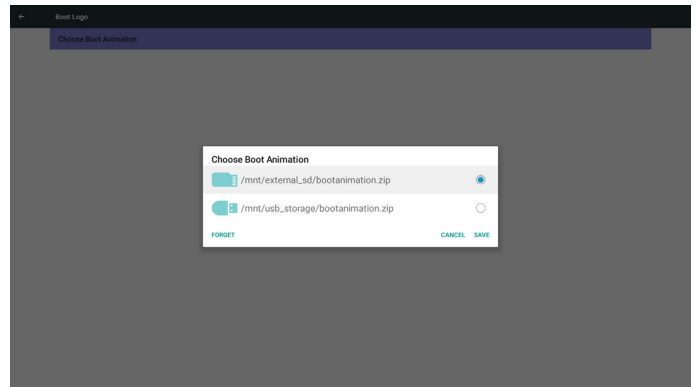 Boot Logo
Choose Boot Animation
Choose Boot Animation
/mnt/external_sd/bootanimation.zip
/mnt/usb_storage/bootanimation.zip
FORGET CANCEL SAVE